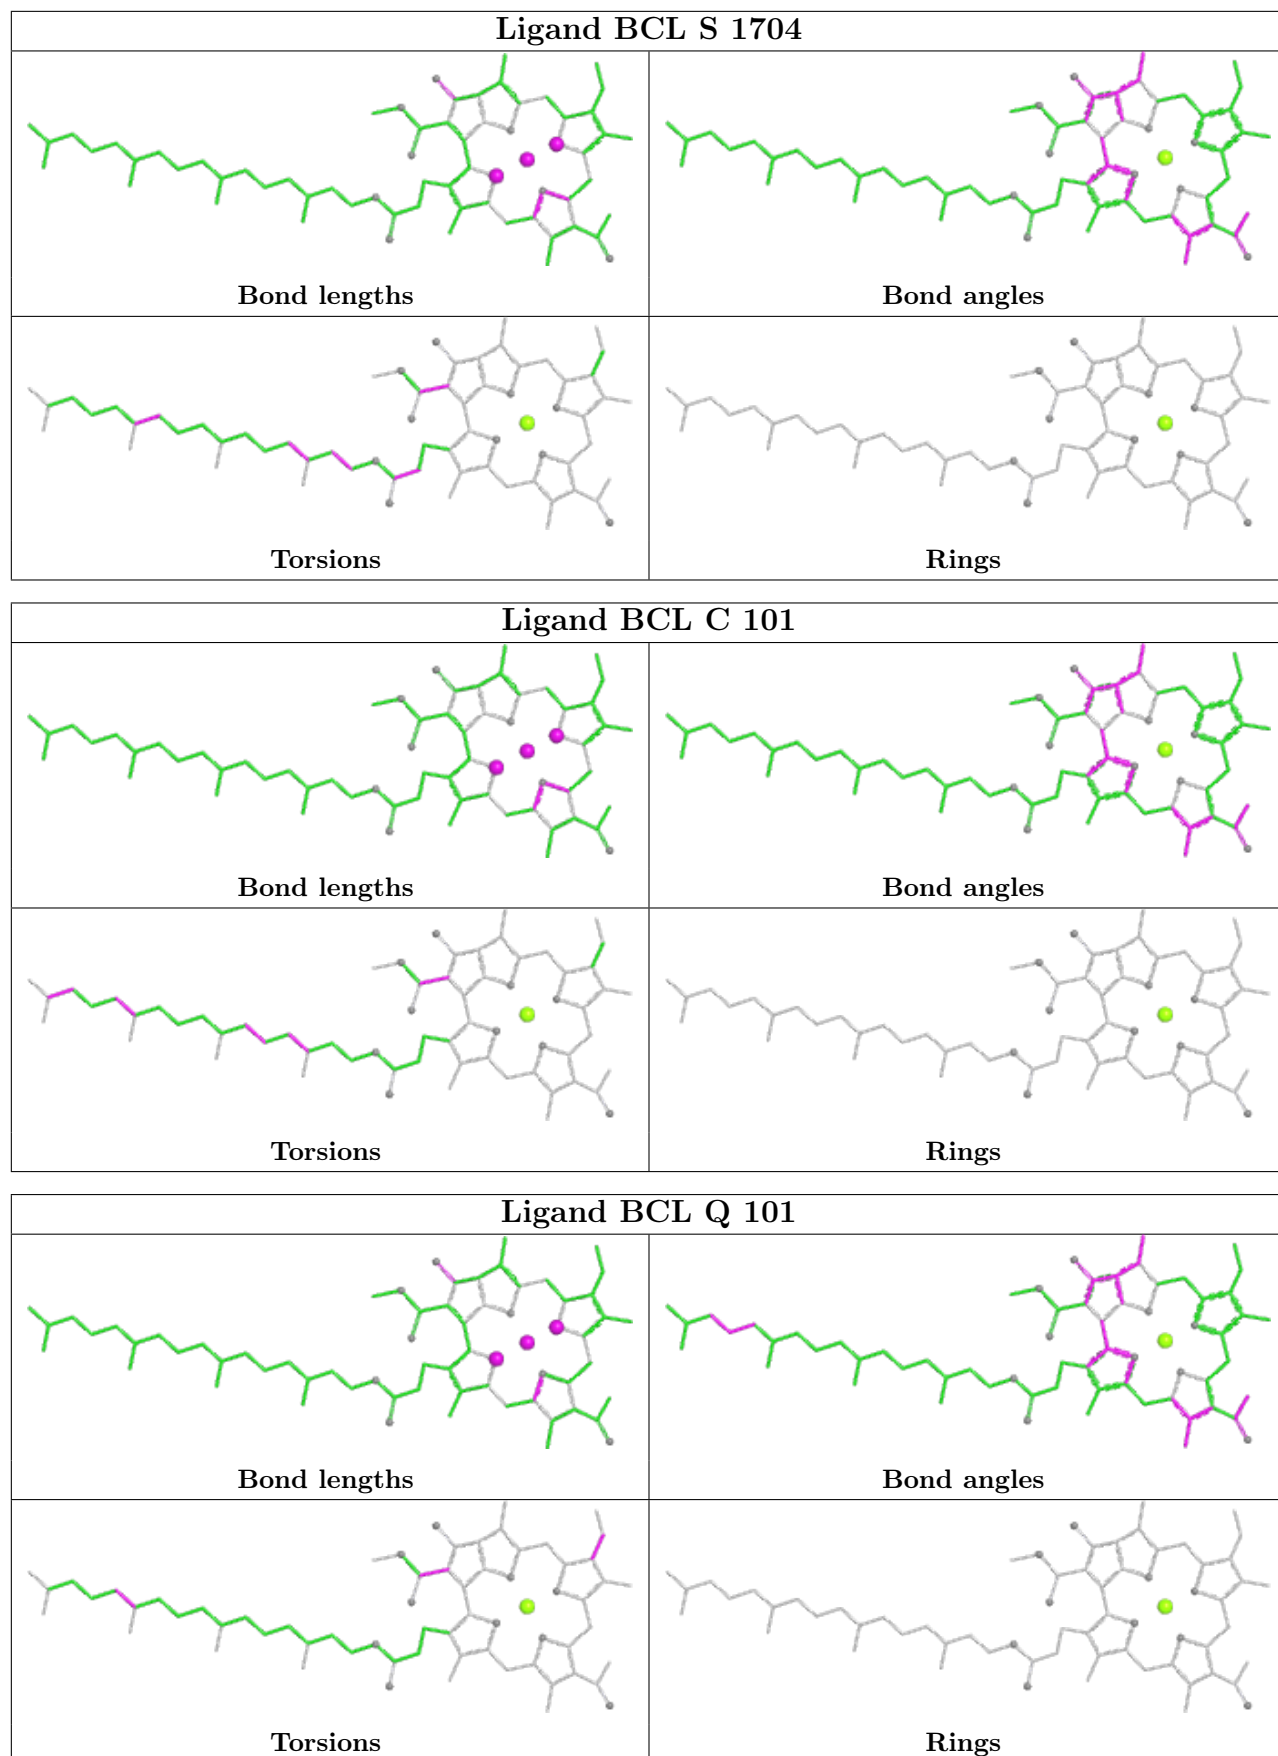 Ligand BCL S 1704
Bond lengths
Bond angles
Torsions
Rings
Ligand BCL C 101
Bond lengths
Bond angles
Torsions
Rings
Ligand BCL Q 101
Bond lengths
Bond angles
Torsions
Rings